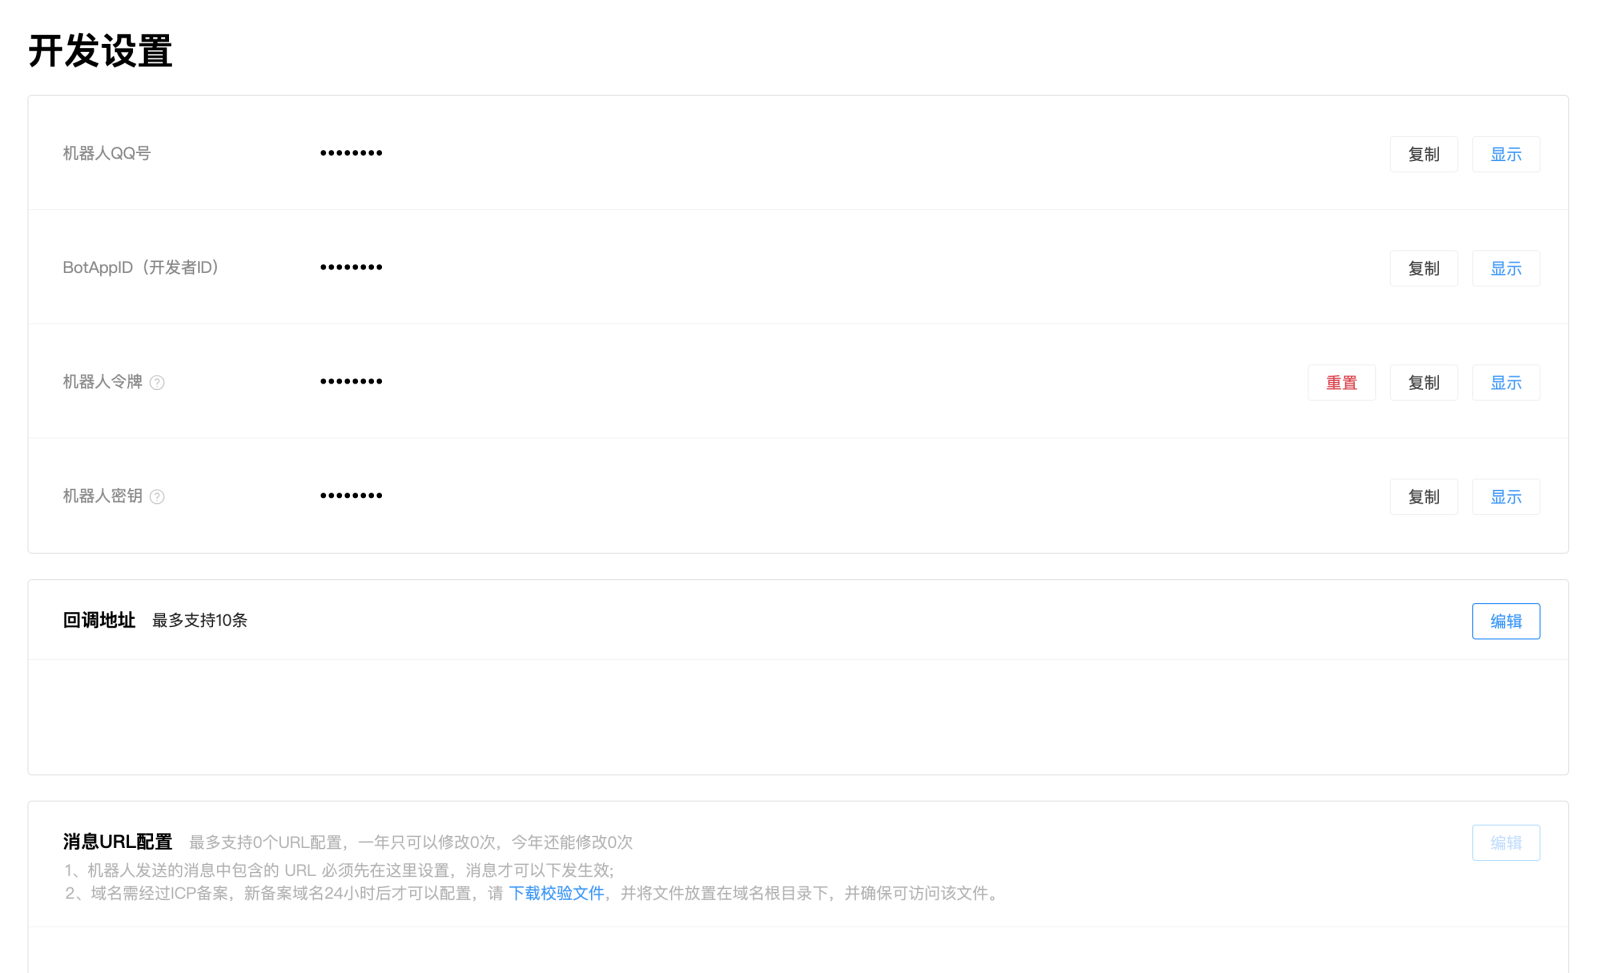 开发设置
机器人QQ号 •••••••• 复制 显示
BotAppID（开发者ID） •••••••• 复制 显示
机器人令牌 ? •••••••• 重置 复制 显示
机器人密钥 ? •••••••• 复制 显示
回调地址 最多支持10条 编辑
消息URL配置 最多支持0个URL配置，一年只可以修改0次，今年还能修改0次 编辑
1、机器人发送的消息中包含的 URL 必须先在这里设置，消息才可以下发生效;
2、域名需经过ICP备案，新备案域名24小时后才可以配置，请 下载校验文件，并将文件放置在域名根目录下，并确保可访问该文件。